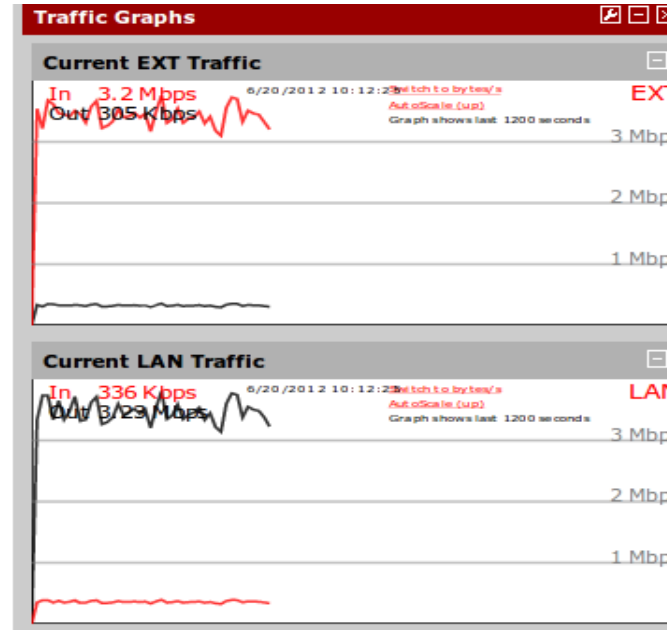 Traffic Graphs
Current EXT Traffic
In 3.2 Mbps 6/20/2012 10:12:25 Switch to bytes/s EXT
Out 305 Kbps AutoScale (up)
Graph shows last 1200 seconds
3 Mbp
2 Mbp
1 Mbp
Current LAN Traffic
In 336 Kbps 6/20/2012 10:12:25 Switch to bytes/s LAN
Out 3.29 Mbps AutoScale (up)
Graph shows last 1200 seconds
3 Mbp
2 Mbp
1 Mbp